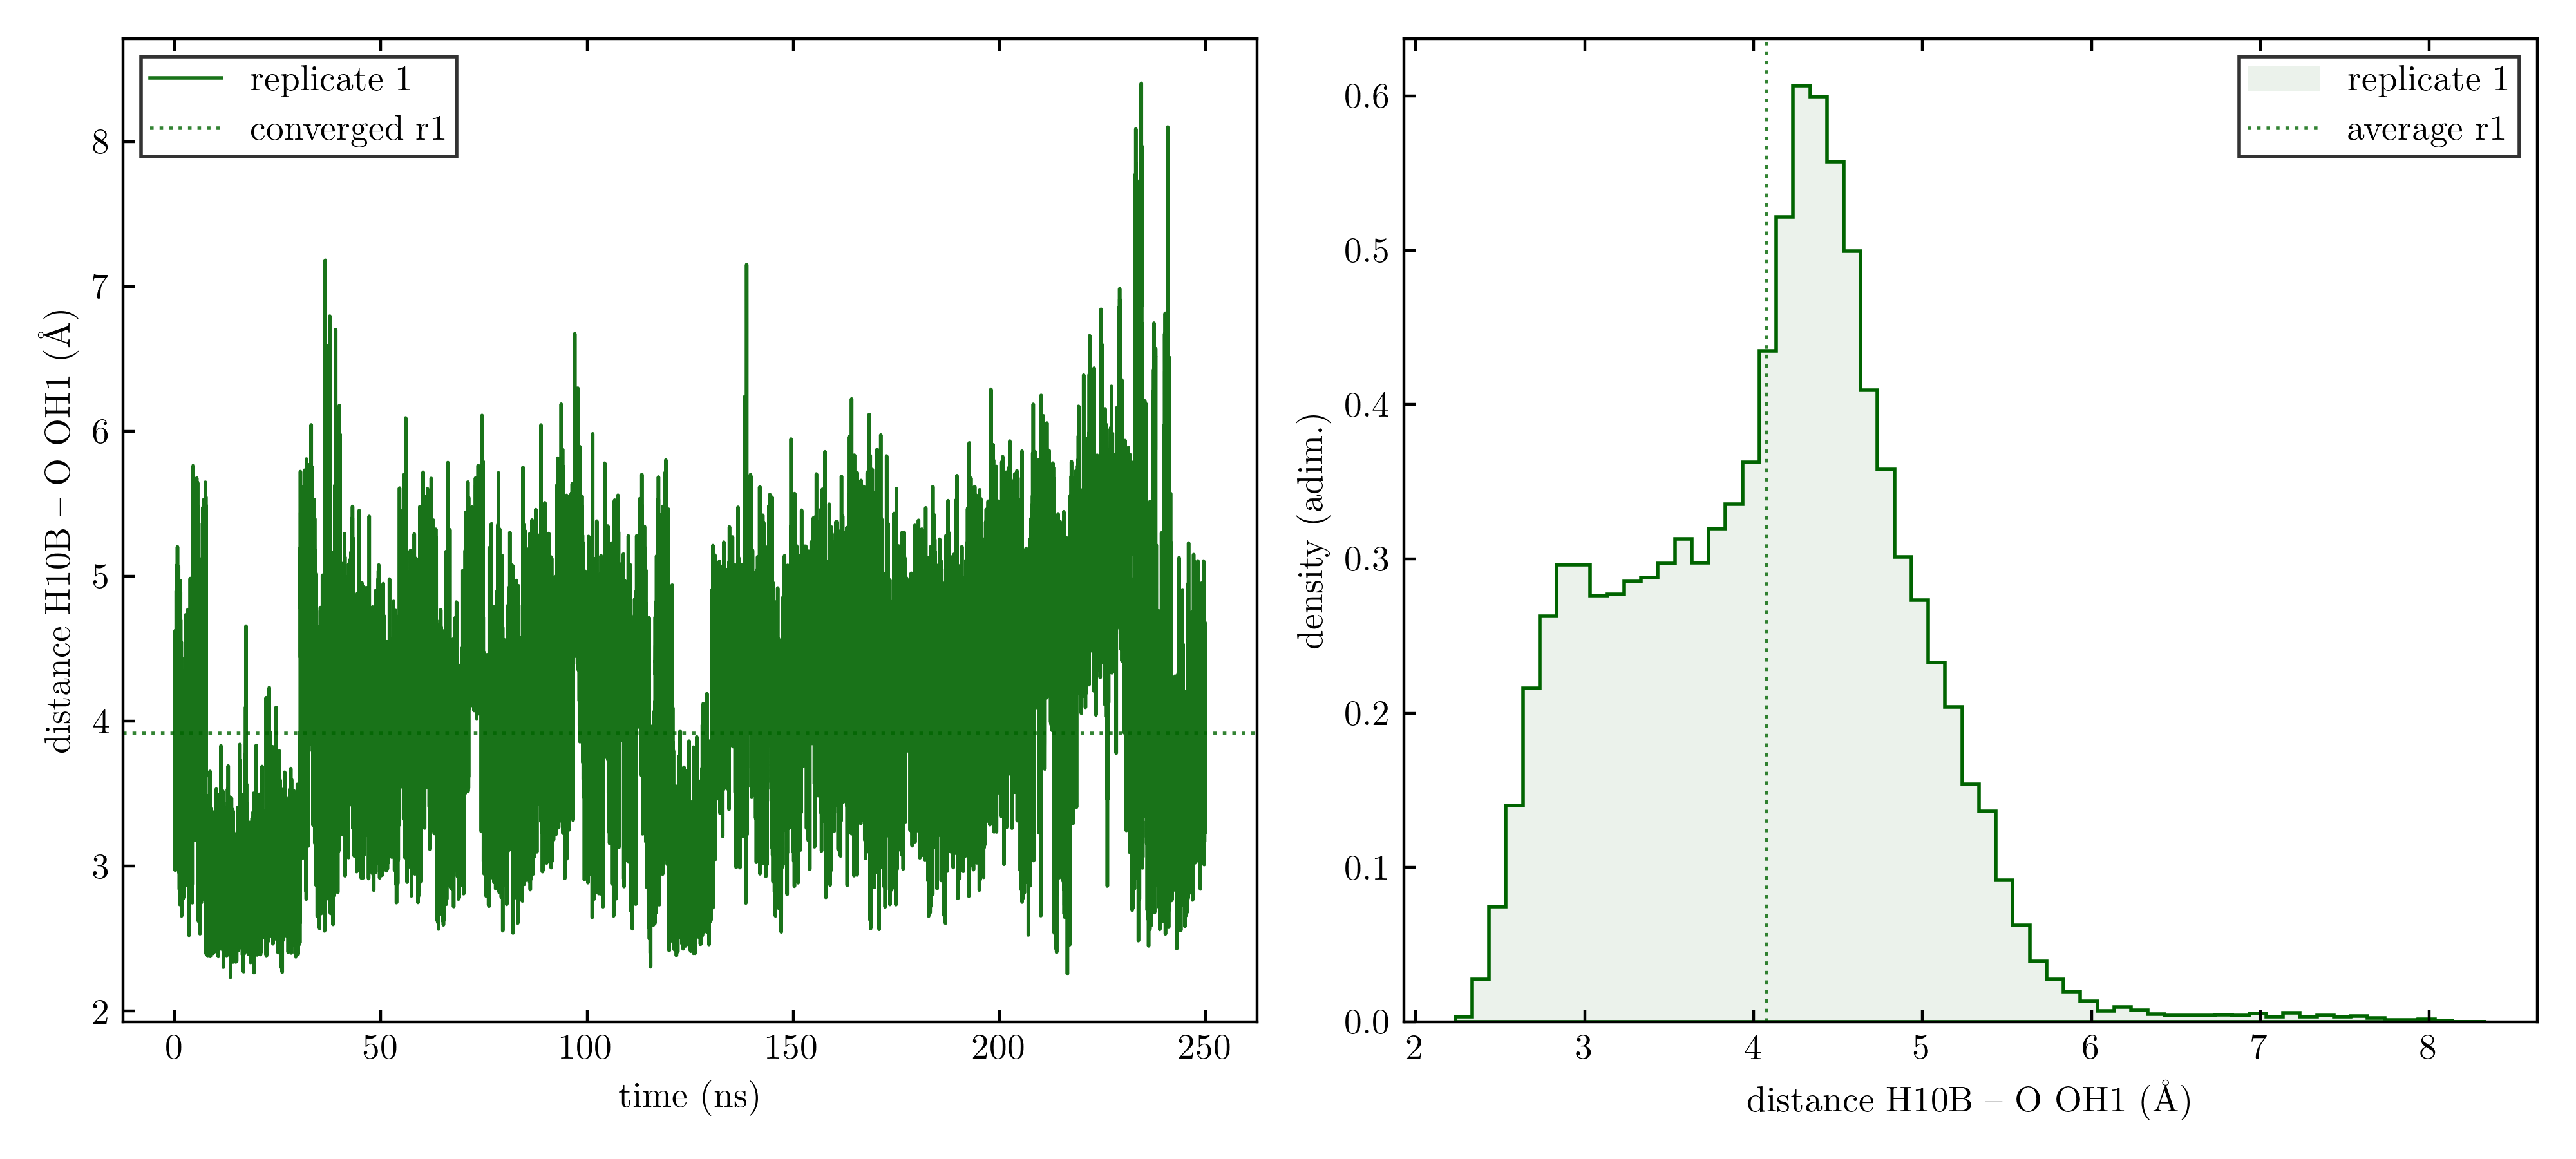 replicate 1
converged r1
8
7
6
5
4
3
2
0 50 100 150 200 250
time (ns)
distance H10B – O OH1 (Å)
replicate 1
average r1
0.6
0.5
0.4
0.3
0.2
0.1
0.0
2 3 4 5 6 7 8
distance H10B – O OH1 (Å)
density (adim.)